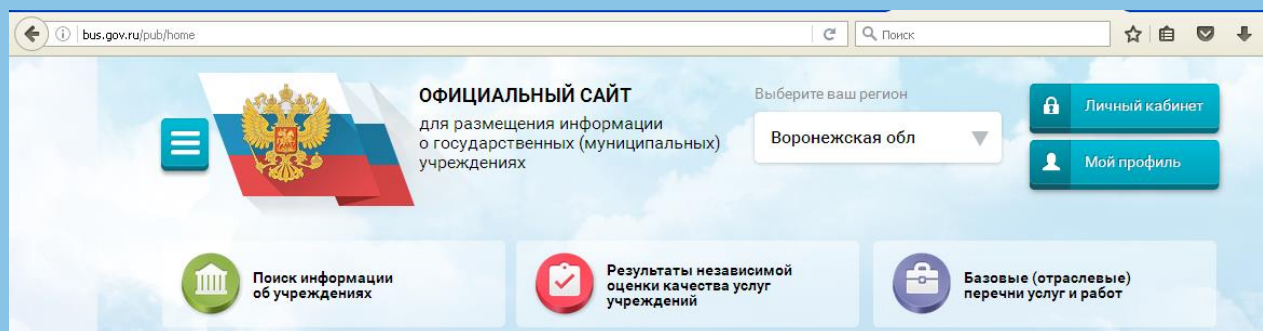 bus.gov.ru/pub/home
Поиск
ОФИЦИАЛЬНЫЙ САЙТ
для размещения информации
о государственных (муниципальных)
учреждениях
Выберите ваш регион
Воронежская обл
Личный кабинет
Мой профиль
Поиск информации
об учреждениях
Результаты независимой
оценки качества услуг
учреждений
Базовые (отраслевые)
перечни услуг и работ